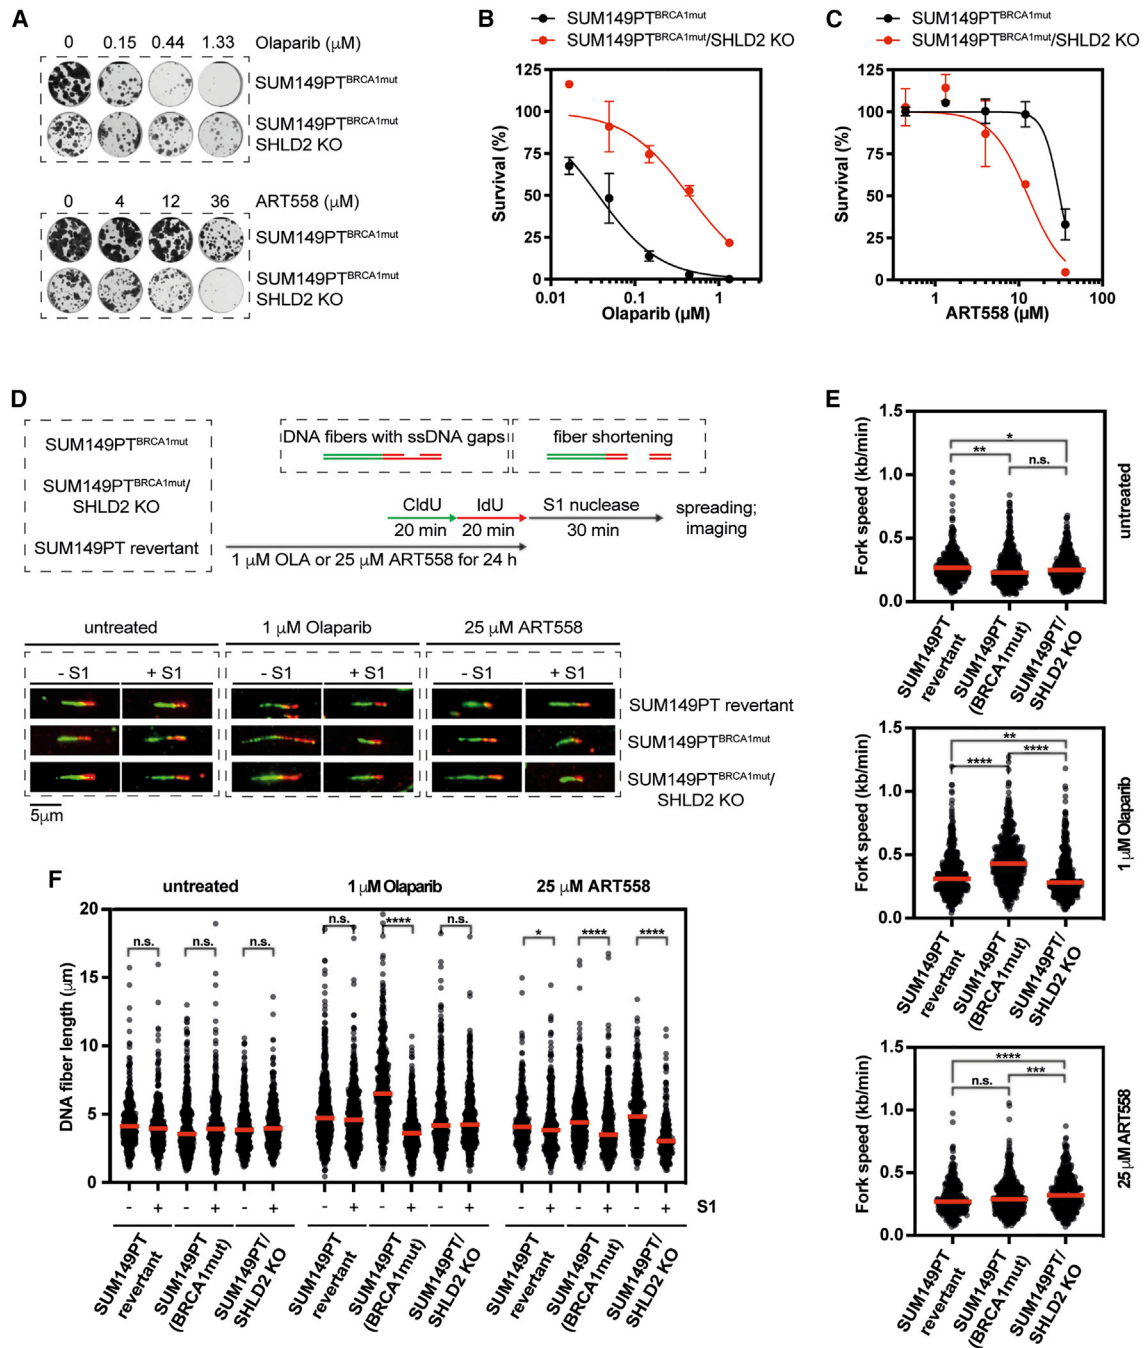 A
0 0.15 0.44 1.33 Olaparib (μM)
SUM149PTBRCA1mut
SUM149PTBRCA1mut
SHLD2 KO
0 4 12 36 ART558 (μM)
SUM149PTBRCA1mut
SUM149PTBRCA1mut
SHLD2 KO
B
SUM149PTBRCA1mut
SUM149PTBRCA1mut/SHLD2 KO
Survival (%)
125
100
75
50
25
0
0.01 0.1 1
Olaparib (μM)
C
SUM149PTBRCA1mut
SUM149PTBRCA1mut/SHLD2 KO
Survival (%)
125
100
75
50
25
0
1 10 100
ART558 (μM)
D
SUM149PTBRCA1mut
SUM149PTBRCA1mut/
SHLD2 KO
SUM149PT revertant
DNA fibers with ssDNA gaps
fiber shortening
CldU IdU S1 nuclease
20 min 20 min 30 min
spreading;
imaging
1 μM OLA or 25 μM ART558 for 24 h
untreated 1 μM Olaparib 25 μM ART558
- S1 + S1 - S1 + S1 - S1 + S1
SUM149PT revertant
SUM149PTBRCA1mut
SUM149PTBRCA1mut/
SHLD2 KO
5μm
E
Fork speed (kb/min)
1.5
1.0
0.5
0.0
*
** n.s.
untreated
SUM149PT
revertant
SUM149PT
(BRCA1mut)
SUM149PT/
SHLD2 KO
Fork speed (kb/min)
1.5
1.0
0.5
0.0
**
**** ****
1 μM Olaparib
SUM149PT
revertant
SUM149PT
(BRCA1mut)
SUM149PT/
SHLD2 KO
Fork speed (kb/min)
1.5
1.0
0.5
0.0
****
n.s. ***
25 μM ART558
SUM149PT
revertant
SUM149PT
(BRCA1mut)
SUM149PT/
SHLD2 KO
F
untreated 1 μM Olaparib 25 μM ART558
DNA fiber length (μm)
20
15
10
5
0
n.s. n.s. n.s. n.s. **** n.s. * **** ****
- + - + - + - + - + - + - + - + - + S1
SUM149PT
revertant
SUM149PT
(BRCA1mut)
SUM149PT/
SHLD2 KO
SUM149PT
revertant
SUM149PT
(BRCA1mut)
SUM149PT/
SHLD2 KO
SUM149PT
revertant
SUM149PT
(BRCA1mut)
SUM149PT/
SHLD2 KO